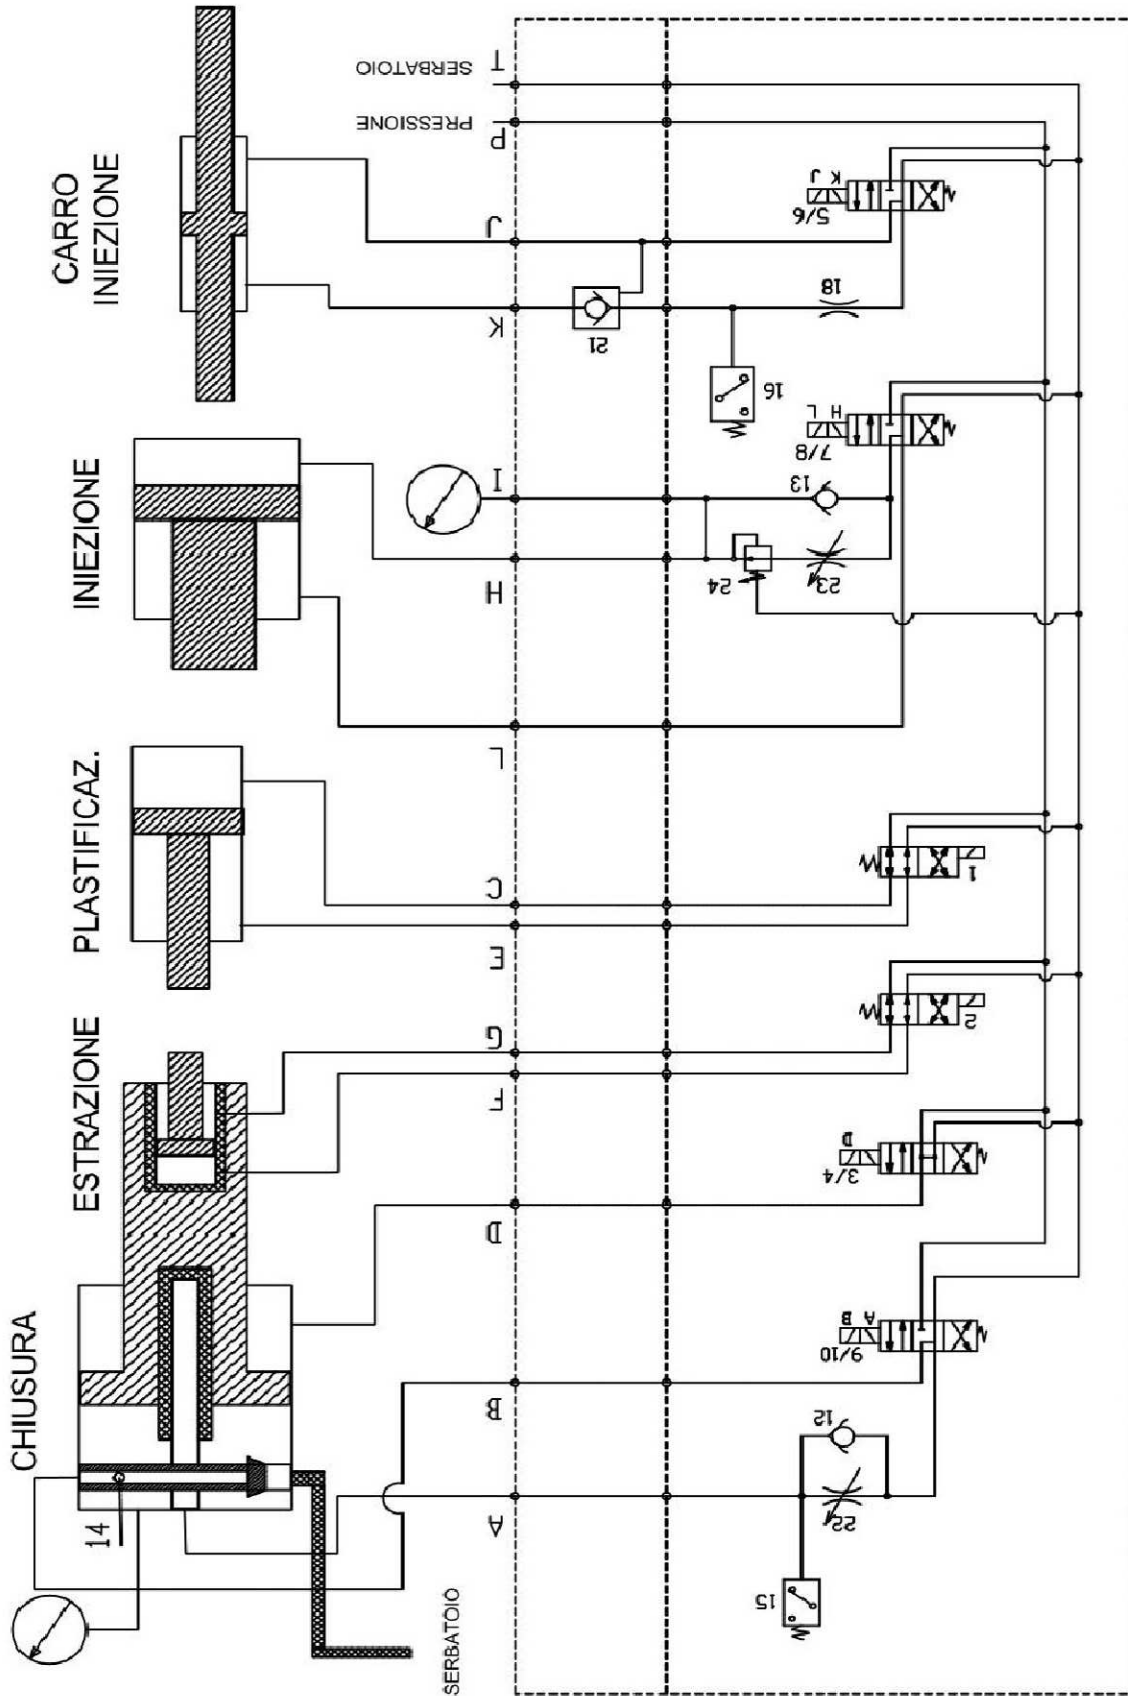 CHIUSURA
ESTRAZIONE
PLASTIFICAZ.
INIEZIONE
CARRO
INIEZIONE
14
SERBATOIO
A
B
D
F
G
E
C
L
H
I
K
J
P
PRESSIONE
T
SERBATOIO
15
22
12
9/10
B A
3/4
D
2
1
24
23
13
7/8
H L
16
21
18
5/6
K J